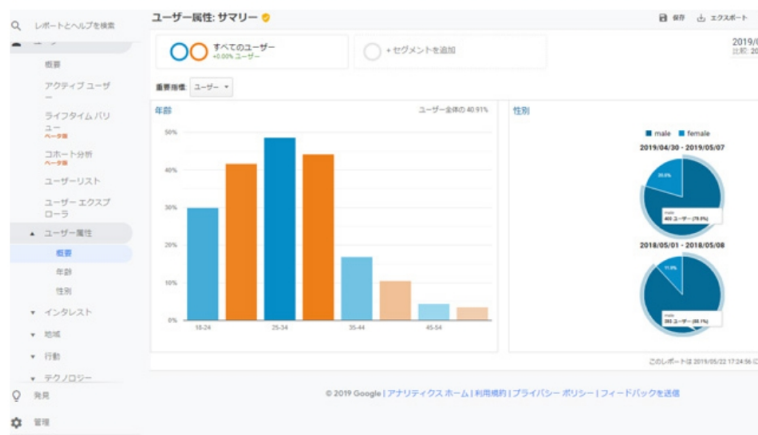 レポートとヘルプを検索
概要
アクティブ ユーザ
ー
ライフタイム バリ
ュー
ベータ版
コホート分析
ベータ版
ユーザーリスト
ユーザー エクスプ
ローラ
ユーザー属性
概要
年齢
性別
インタレスト
地域
行動
テクノロジー
発見
管理
ユーザー属性: サマリー
保存
エクスポート
すべてのユーザー
+0.00% ユーザー
+ セグメントを追加
2019/0
比較: 20
重要指標:
ユーザー
年齢
ユーザー全体の 40.91%
50%
40%
30%
20%
10%
0%
18-24
25-34
35-44
45-54
性別
male
female
2019/04/30 - 2019/05/07
male
2018/05/01 - 2018/05/08
male
このレポートは 2019/05/22 17:24:56 に
© 2019 Google | アナリティクス ホーム | 利用規約 | プライバシー ポリシー | フィードバックを送信